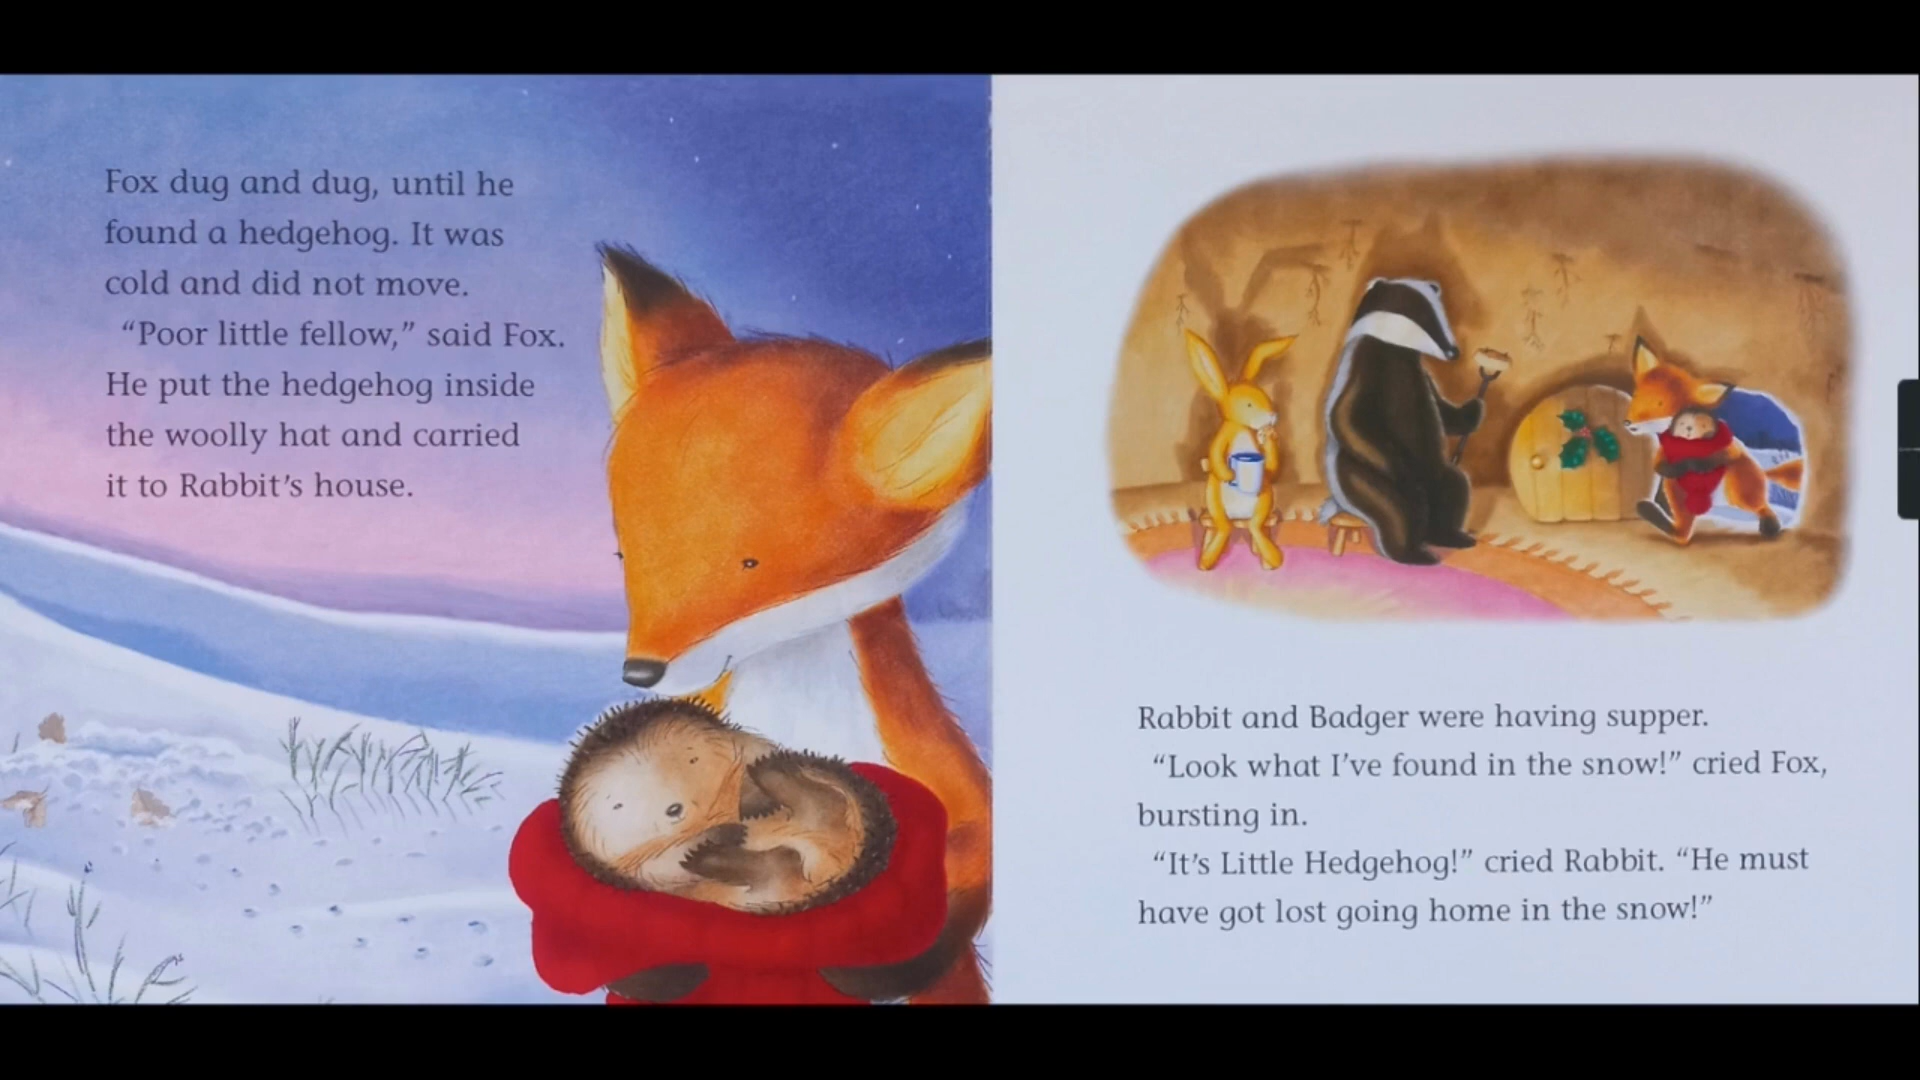 Fox dug and dug, until he
found a hedgehog. It was
cold and did not move.
“Poor little fellow,” said Fox.
He put the hedgehog inside
the woolly hat and carried
it to Rabbit’s house.
Rabbit and Badger were having supper.
“Look what I’ve found in the snow!” cried Fox,
bursting in.
“It’s Little Hedgehog!” cried Rabbit. “He must
have got lost going home in the snow!”